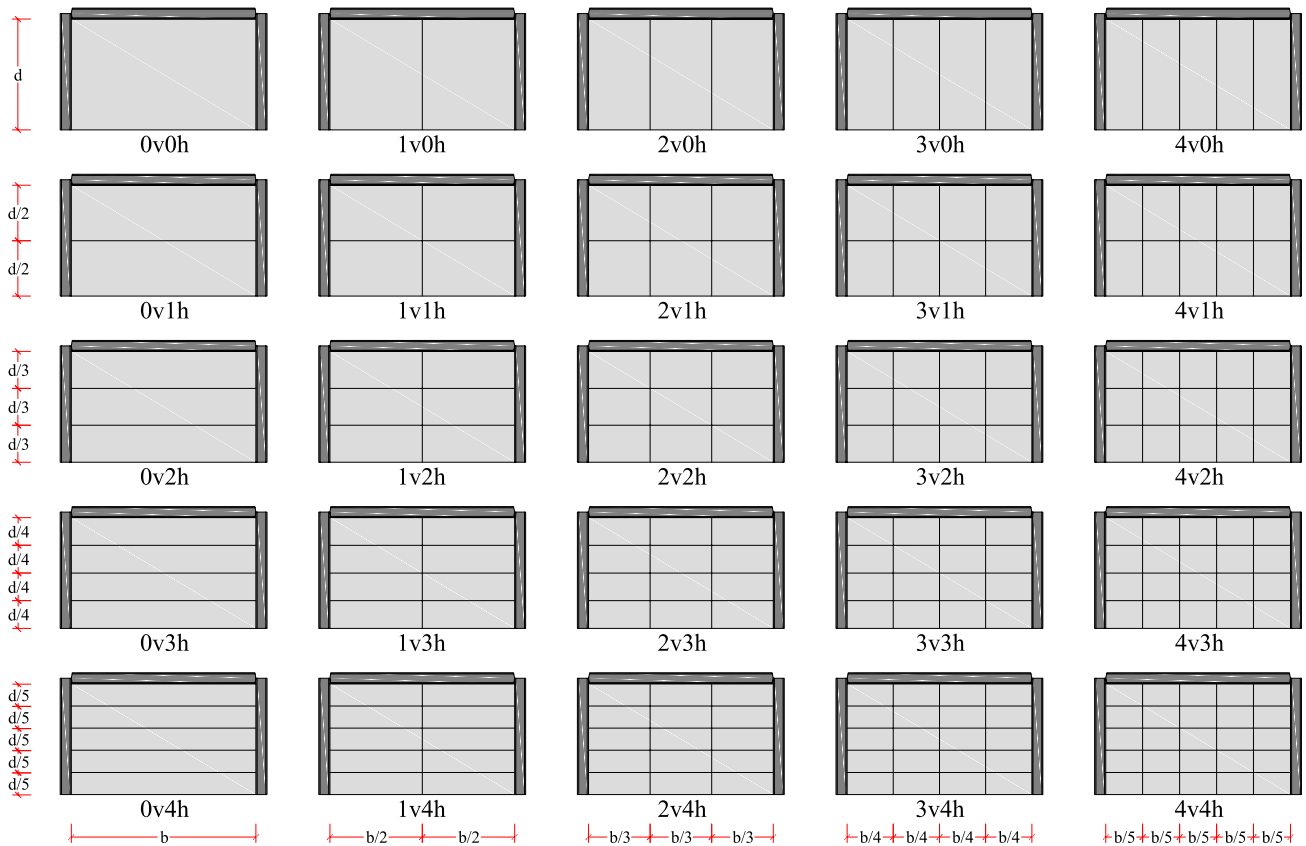 d
0v0h 1v0h 2v0h 3v0h 4v0h
d/2
d/2
0v1h 1v1h 2v1h 3v1h 4v1h
d/3
d/3
d/3
0v2h 1v2h 2v2h 3v2h 4v2h
d/4
d/4
d/4
d/4
0v3h 1v3h 2v3h 3v3h 4v3h
d/5
d/5
d/5
d/5
d/5
0v4h 1v4h 2v4h 3v4h 4v4h
b b/2 b/2 b/3 b/3 b/3 b/4 b/4 b/4 b/4 b/5 b/5 b/5 b/5 b/5